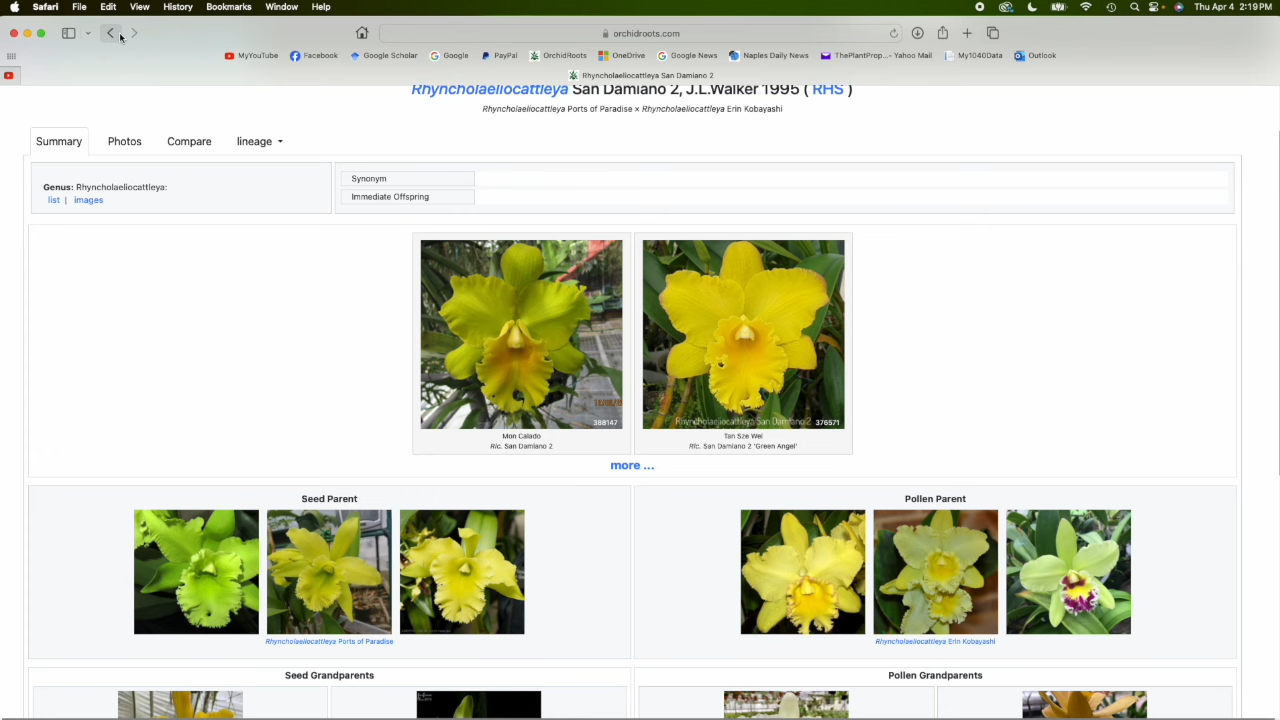 Safari File Edit View History Bookmarks Window Help Thu Apr 4 2:19 PM
orchidroots.com
MyYouTube Facebook Google Scholar Google PayPal OrchidRoots OneDrive Google News Naples Daily News ThePlantProp...- Yahoo Mail My1040Data Outlook
Rhyncholaeliocattleya San Damiano 2
Rhyncholaeliocattleya San Damiano 2, J.L.Walker 1995 ( RHS )
Rhyncholaeliocattleya Ports of Paradise × Rhyncholaeliocattleya Erin Kobayashi
Summary Photos Compare lineage
Genus: Rhyncholaeliocattleya:
list | images
Synonym
Immediate Offspring
388147
Rhyncholaeliocattleya San Damiano 2 376571
Mon Calado
Rlc. San Damiano 2
Tan Sze Wei
Rlc. San Damiano 2 'Green Angel'
more ...
Seed Parent
Pollen Parent
Rhyncholaeliocattleya Ports of Paradise
Rhyncholaeliocattleya Erin Kobayashi
Seed Grandparents
Pollen Grandparents